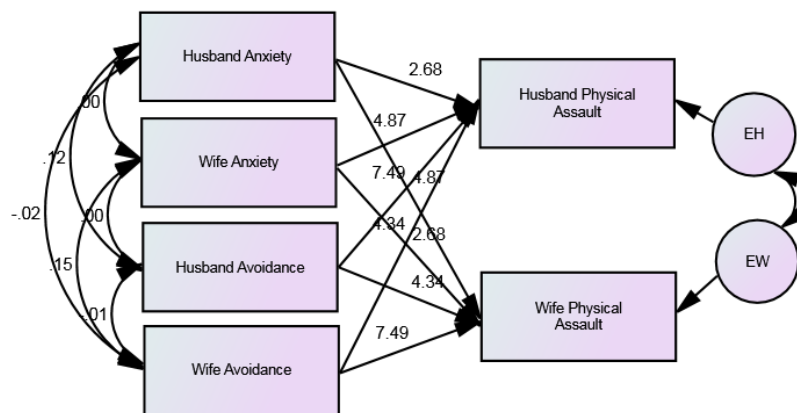 Husband Anxiety
2.68
Husband Physical
Assault
.00
4.87
EH
Wife Anxiety
.12
7.49
4.87
-.02
.00
4.34
2.68
Husband Avoidance
.15
4.34
EW
-.01
7.49
Wife Physical
Assault
Wife Avoidance